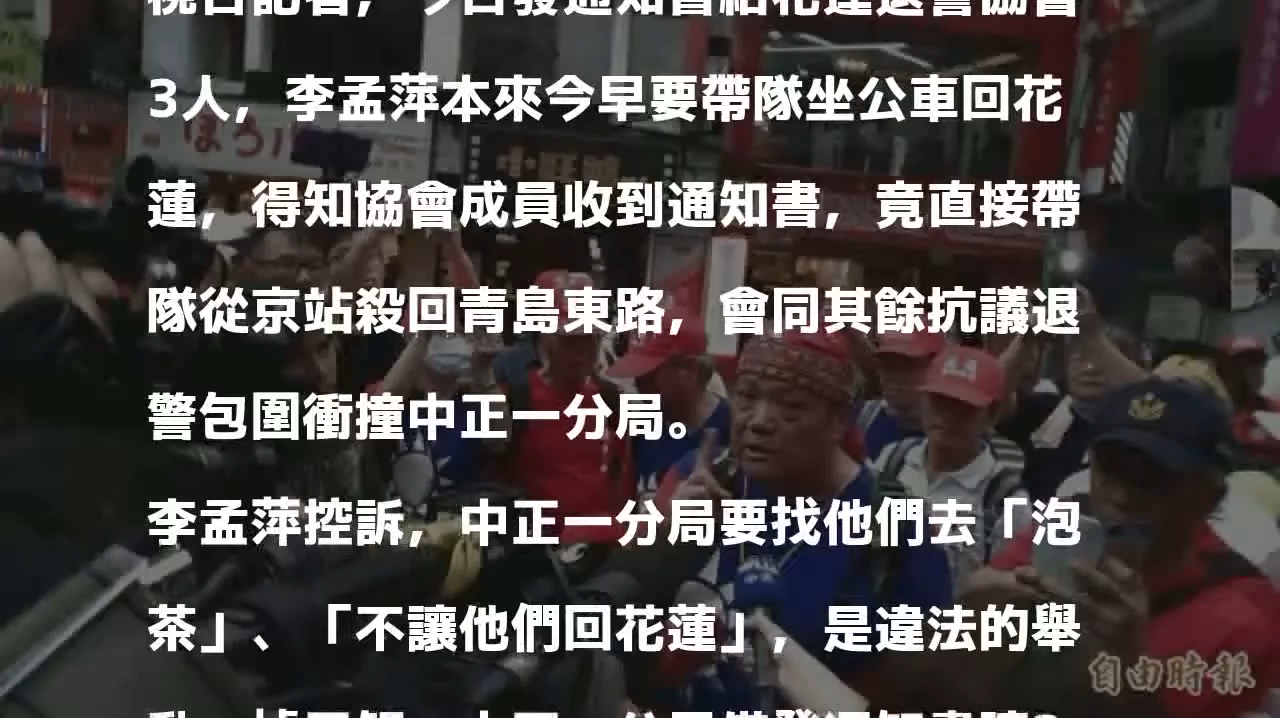 3人，李孟萍本來今早要帶隊坐公車回花
蓮，得知協會成員收到通知書，竟直接帶
隊從京站殺回青島東路，會同其餘抗議退
警包圍衝撞中正一分局。
李孟萍控訴，中正一分局要找他們去「泡
茶」、「不讓他們回花蓮」，是違法的舉
自由時報